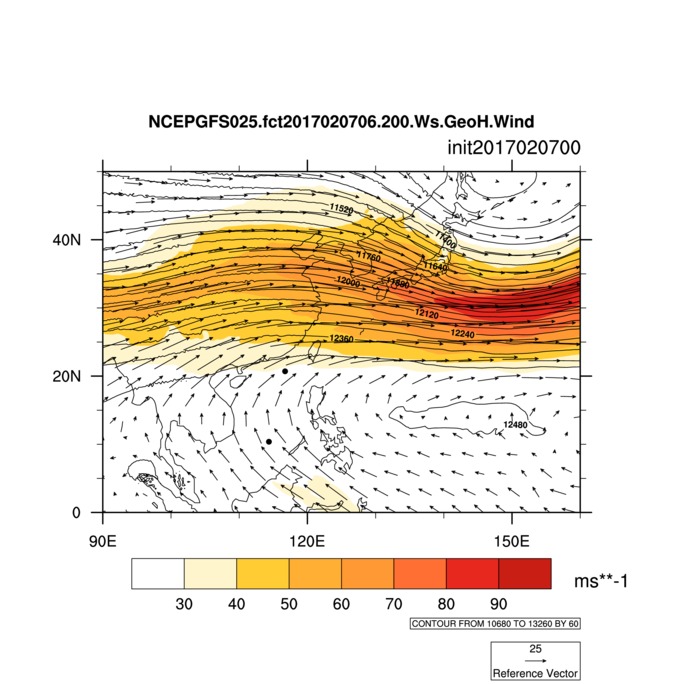 NCEPGFS025.fct2017020706.200.Ws.GeoH.Wind
init2017020700
11520
11400
11760
11640
12000
11880
12120
12240
12360
12480
40N
20N
0
90E 120E 150E
30 40 50 60 70 80 90
ms**-1
CONTOUR FROM 10680 TO 13260 BY 60
25
Reference Vector